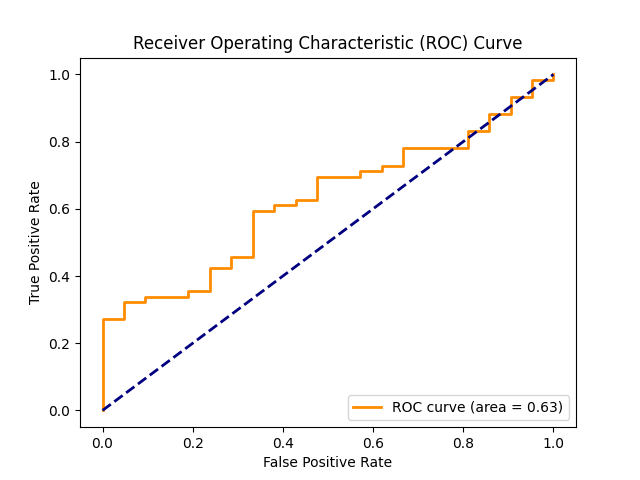 Receiver Operating Characteristic (ROC) Curve
1.0
0.8
0.6
0.4
0.2
0.0
True Positive Rate
ROC curve (area = 0.63)
0.0 0.2 0.4 0.6 0.8 1.0
False Positive Rate